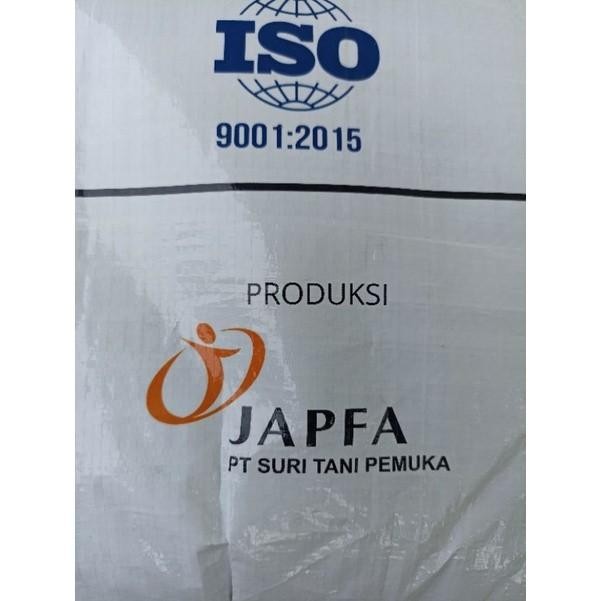 ISO
9001:2015
PRODUKSI
JAPFA
PT SURI TANI PEMUKA